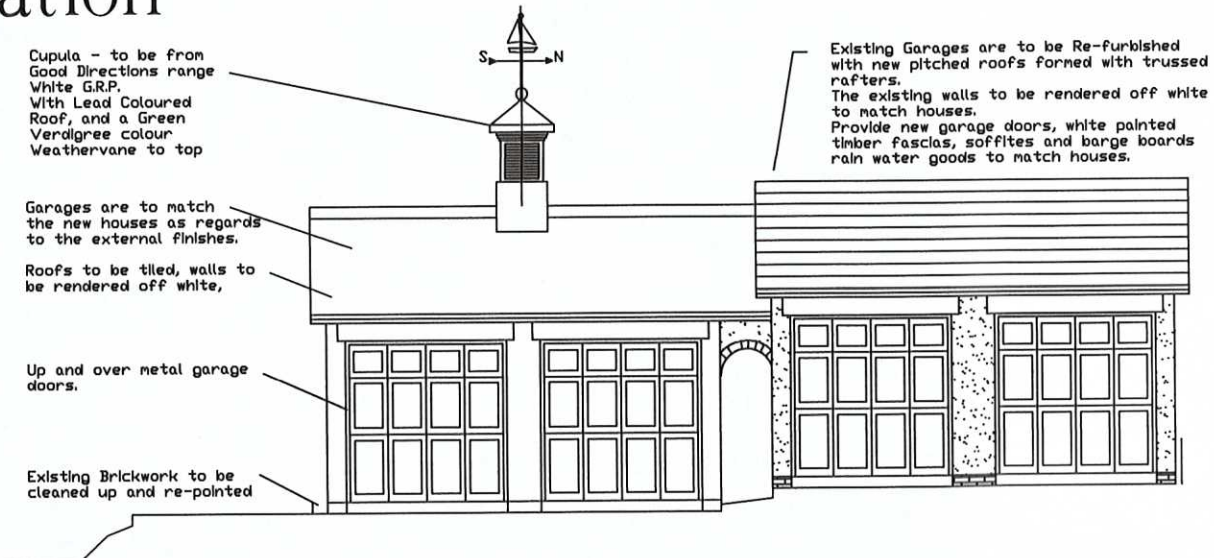 ation
Cupula - to be from
Good Directions range
White G.R.P.
With Lead Coloured
Roof, and a Green
Verdigree colour
Weathervane to top
S N
Existing Garages are to be Re-furbished
with new pitched roofs formed with trussed
rafters.
The existing walls to be rendered off white
to match houses.
Provide new garage doors, white painted
timber fascias, soffites and barge boards
rain water goods to match houses.
Garages are to match
the new houses as regards
to the external finishes.
Roofs to be tiled, walls to
be rendered off white,
Up and over metal garage
doors.
Existing Brickwork to be
cleaned up and re-pointed